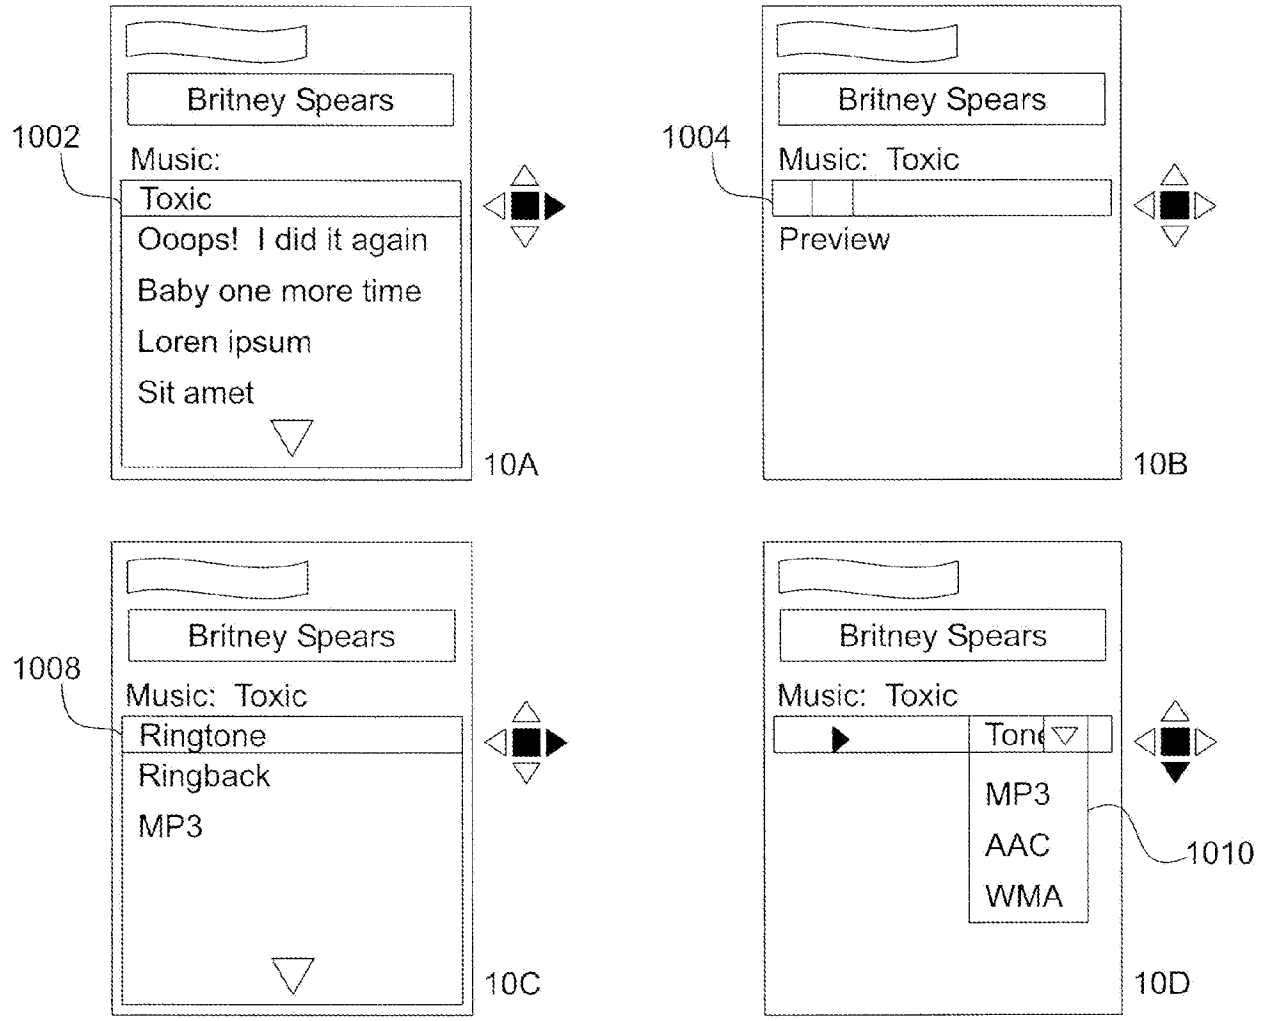 Britney Spears
1002
Music:
Toxic
Ooops! I did it again
Baby one more time
Loren ipsum
Sit amet
10A
Britney Spears
1004
Music: Toxic
Preview
10B
Britney Spears
1008
Music: Toxic
Ringtone
Ringback
MP3
10C
Britney Spears
Music: Toxic
Tone
MP3
AAC
WMA
1010
10D